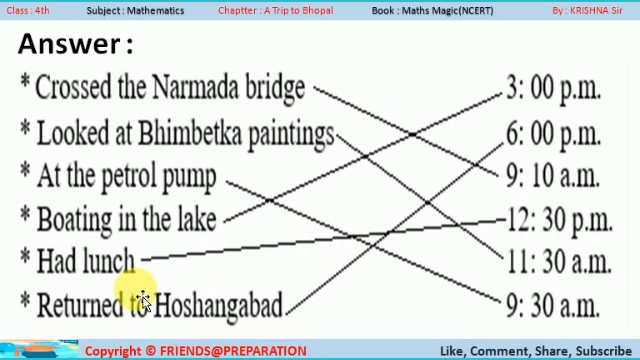 Class : 4th Subject : Mathematics Chaptter : A Trip to Bhopal Book : Maths Magic(NCERT) By : KRISHNA Sir
Answer :
* Crossed the Narmada bridge 3: 00 p.m.
* Looked at Bhimbetka paintings 6: 00 p.m.
* At the petrol pump 9: 10 a.m.
* Boating in the lake 12: 30 p.m.
* Had lunch 11: 30 a.m.
* Returned to Hoshangabad 9: 30 a.m.
Copyright © FRIENDS@PREPARATION Like, Comment, Share, Subscribe